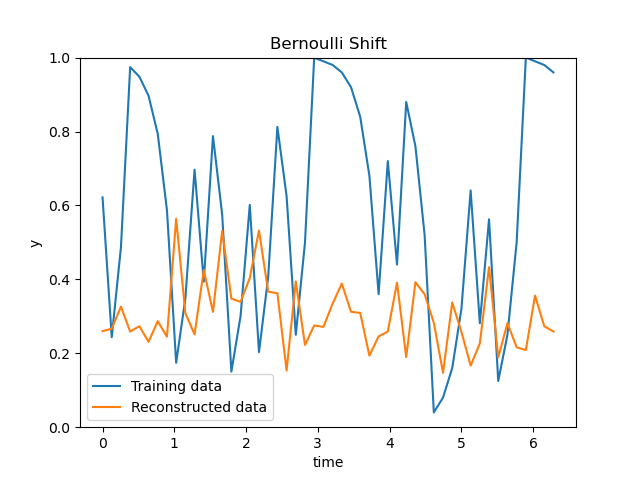 Bernoulli Shift
y
1.0
0.8
0.6
0.4
0.2
0.0
Training data
Reconstructed data
0 1 2 3 4 5 6
time